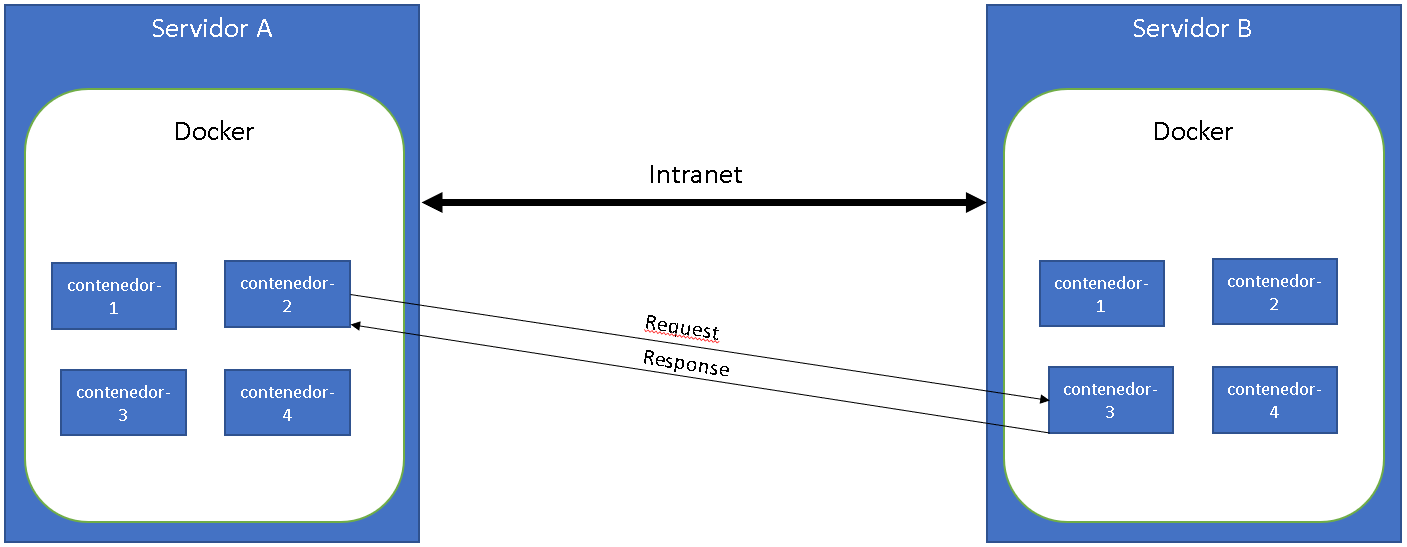 Servidor A
Docker
contenedor-
1
contenedor-
2
contenedor-
3
contenedor-
4
Intranet
Request
Response
Servidor B
Docker
contenedor-
1
contenedor-
2
contenedor-
3
contenedor-
4